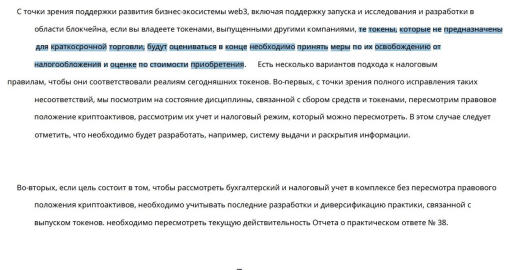 С точки зрения поддержки развития бизнес-экосистемы web3, включая поддержку запуска и исследования и разработки в
области блокчейна, если вы владеете токенами, выпущенными другими компаниями, те токены, которые не предназначены
для краткосрочной торговли, будут оцениваться в конце необходимо принять меры по их освобождению от
налогообложения и оценке по стоимости приобретения. Есть несколько вариантов подхода к налоговым
правилам, чтобы они соответствовали реалиям сегодняшних токенов. Во-первых, с точки зрения полного исправления таких
несоответствий, мы посмотрим на состояние дисциплины, связанной с сбором средств и токенами, пересмотрим правовое
положение криптоактивов, рассмотрим их учет и налоговый режим, который можно пересмотреть. В этом случае следует
отметить, что необходимо будет разработать, например, систему выдачи и раскрытия информации.
Во-вторых, если цель состоит в том, чтобы рассмотреть бухгалтерский и налоговый учет в комплексе без пересмотра правового
положения криптоактивов, необходимо учитывать последние разработки и диверсификацию практики, связанной с
выпуском токенов. необходимо пересмотреть текущую действительность Отчета о практическом ответе № 38.